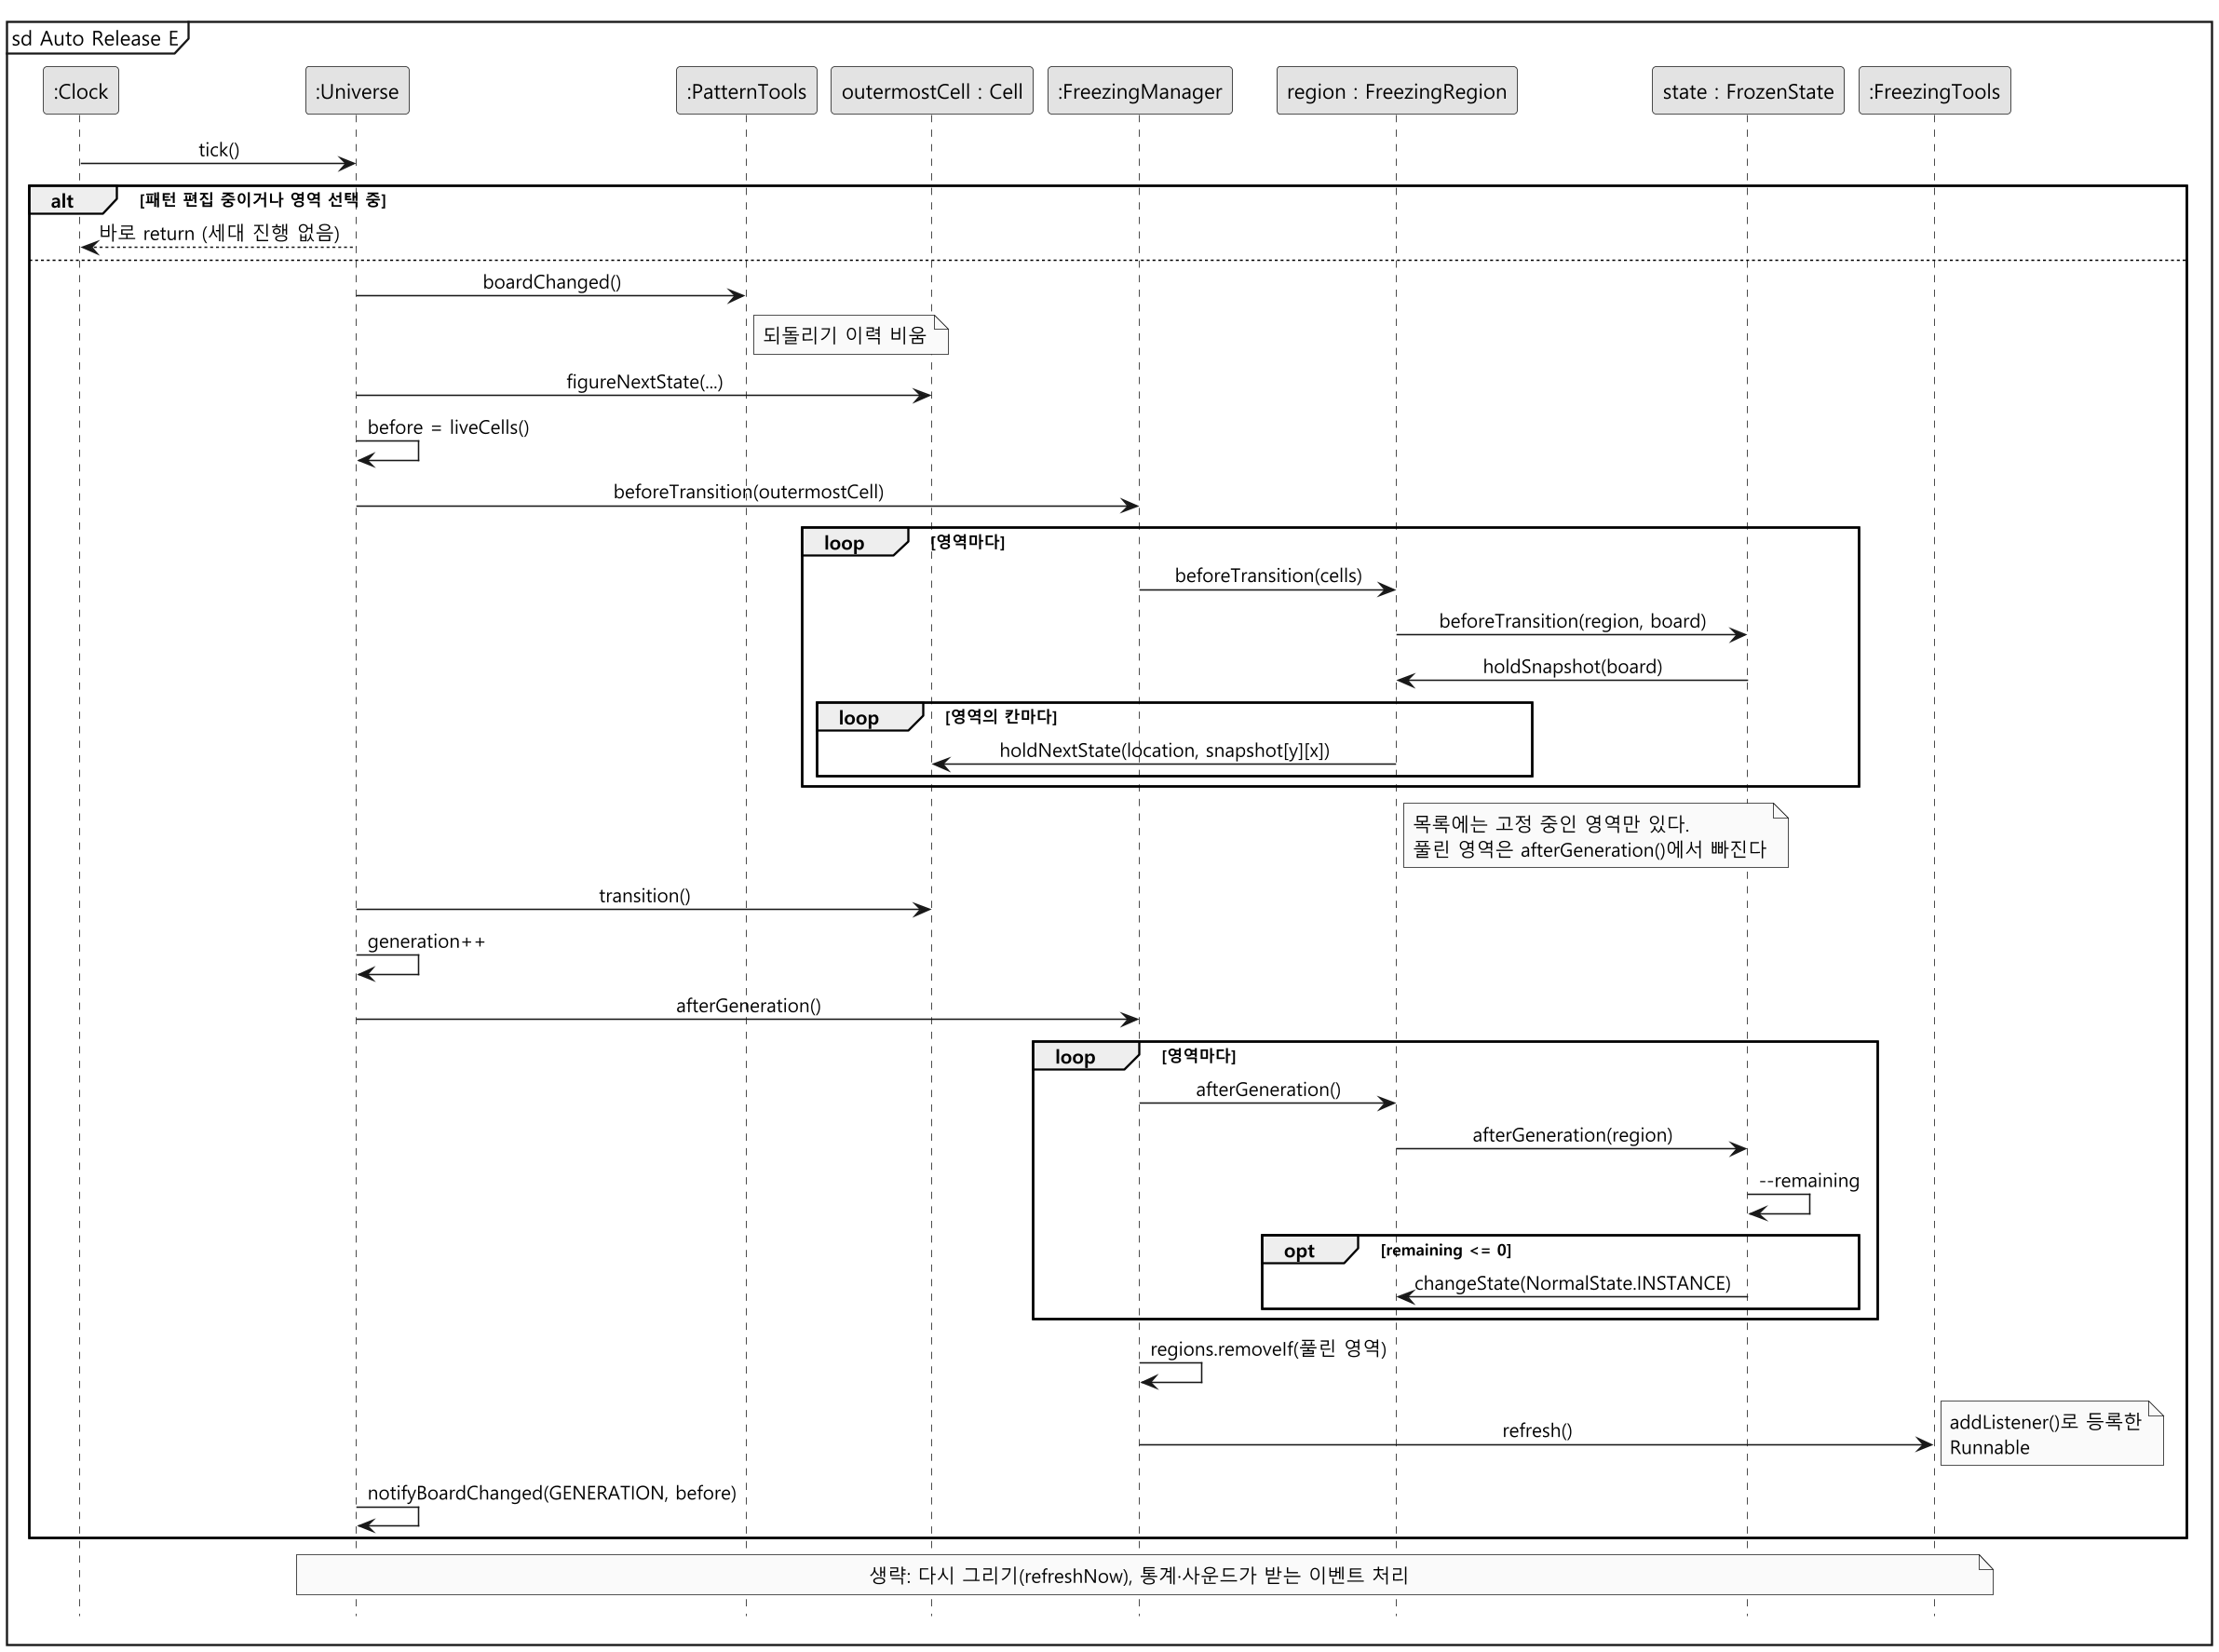 sd Auto Release E
:Clock
:Universe
:PatternTools
outermostCell : Cell
:FreezingManager
region : FreezingRegion
state : FrozenState
:FreezingTools
tick()
alt
[패턴 편집 중이거나 영역 선택 중]
바로 return (세대 진행 없음)
boardChanged()
되돌리기 이력 비움
figureNextState(...)
before = liveCells()
beforeTransition(outermostCell)
loop
[영역마다]
beforeTransition(cells)
beforeTransition(region, board)
holdSnapshot(board)
loop
[영역의 칸마다]
holdNextState(location, snapshot[y][x])
목록에는 고정 중인 영역만 있다.
풀린 영역은 afterGeneration()에서 빠진다
transition()
generation++
afterGeneration()
loop
[영역마다]
afterGeneration()
afterGeneration(region)
--remaining
opt
[remaining <= 0]
changeState(NormalState.INSTANCE)
regions.removeIf(풀린 영역)
refresh()
addListener()로 등록한
Runnable
notifyBoardChanged(GENERATION, before)
생략: 다시 그리기(refreshNow), 통계·사운드가 받는 이벤트 처리